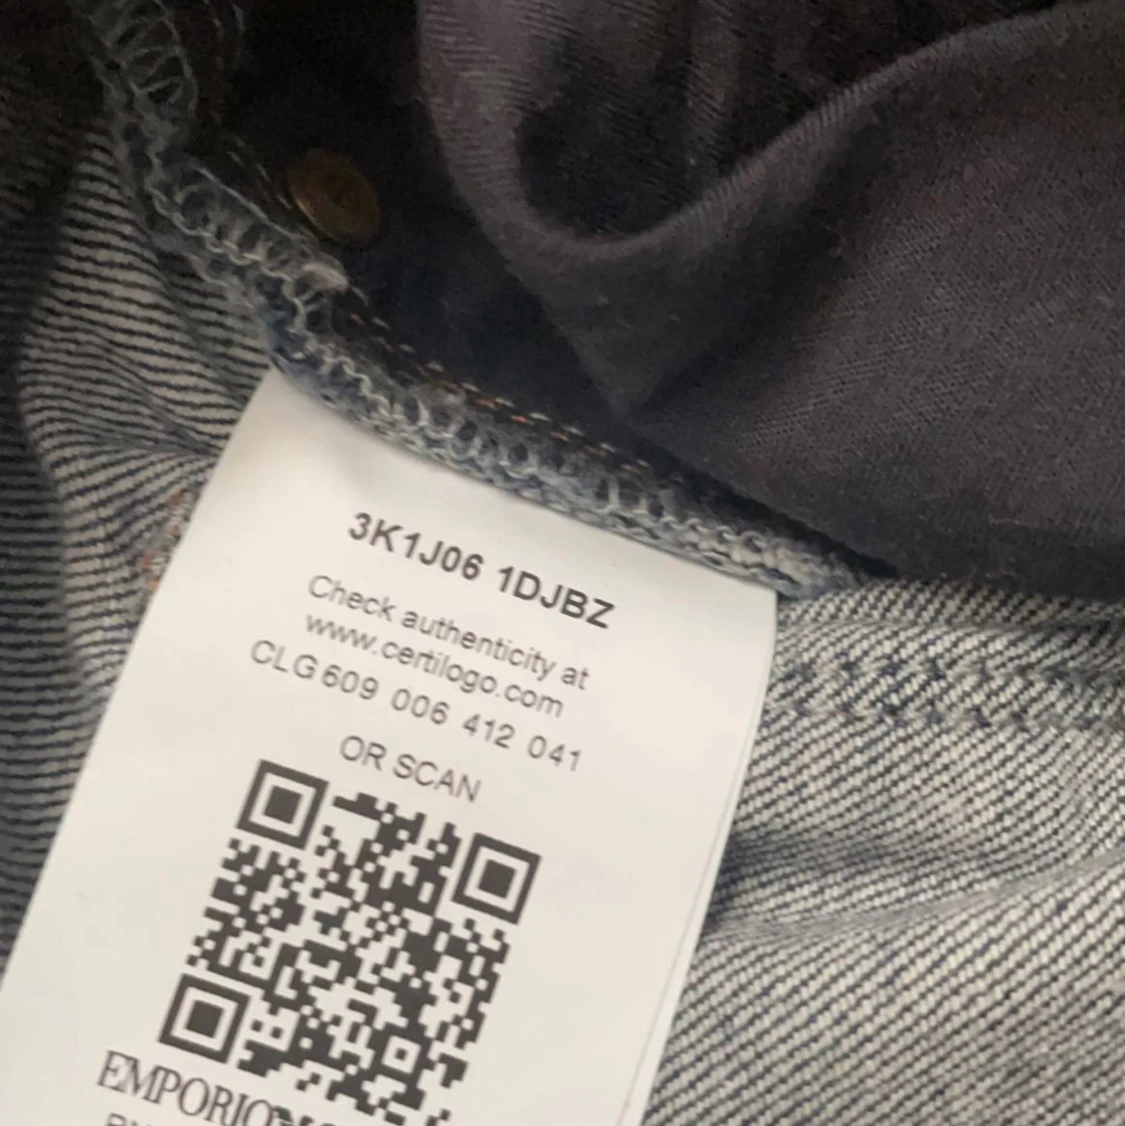 3K1J06 1DJBZ
Check authenticity at
www.certilogo.com
CLG 609 006 412 041
OR SCAN
EMPORIO